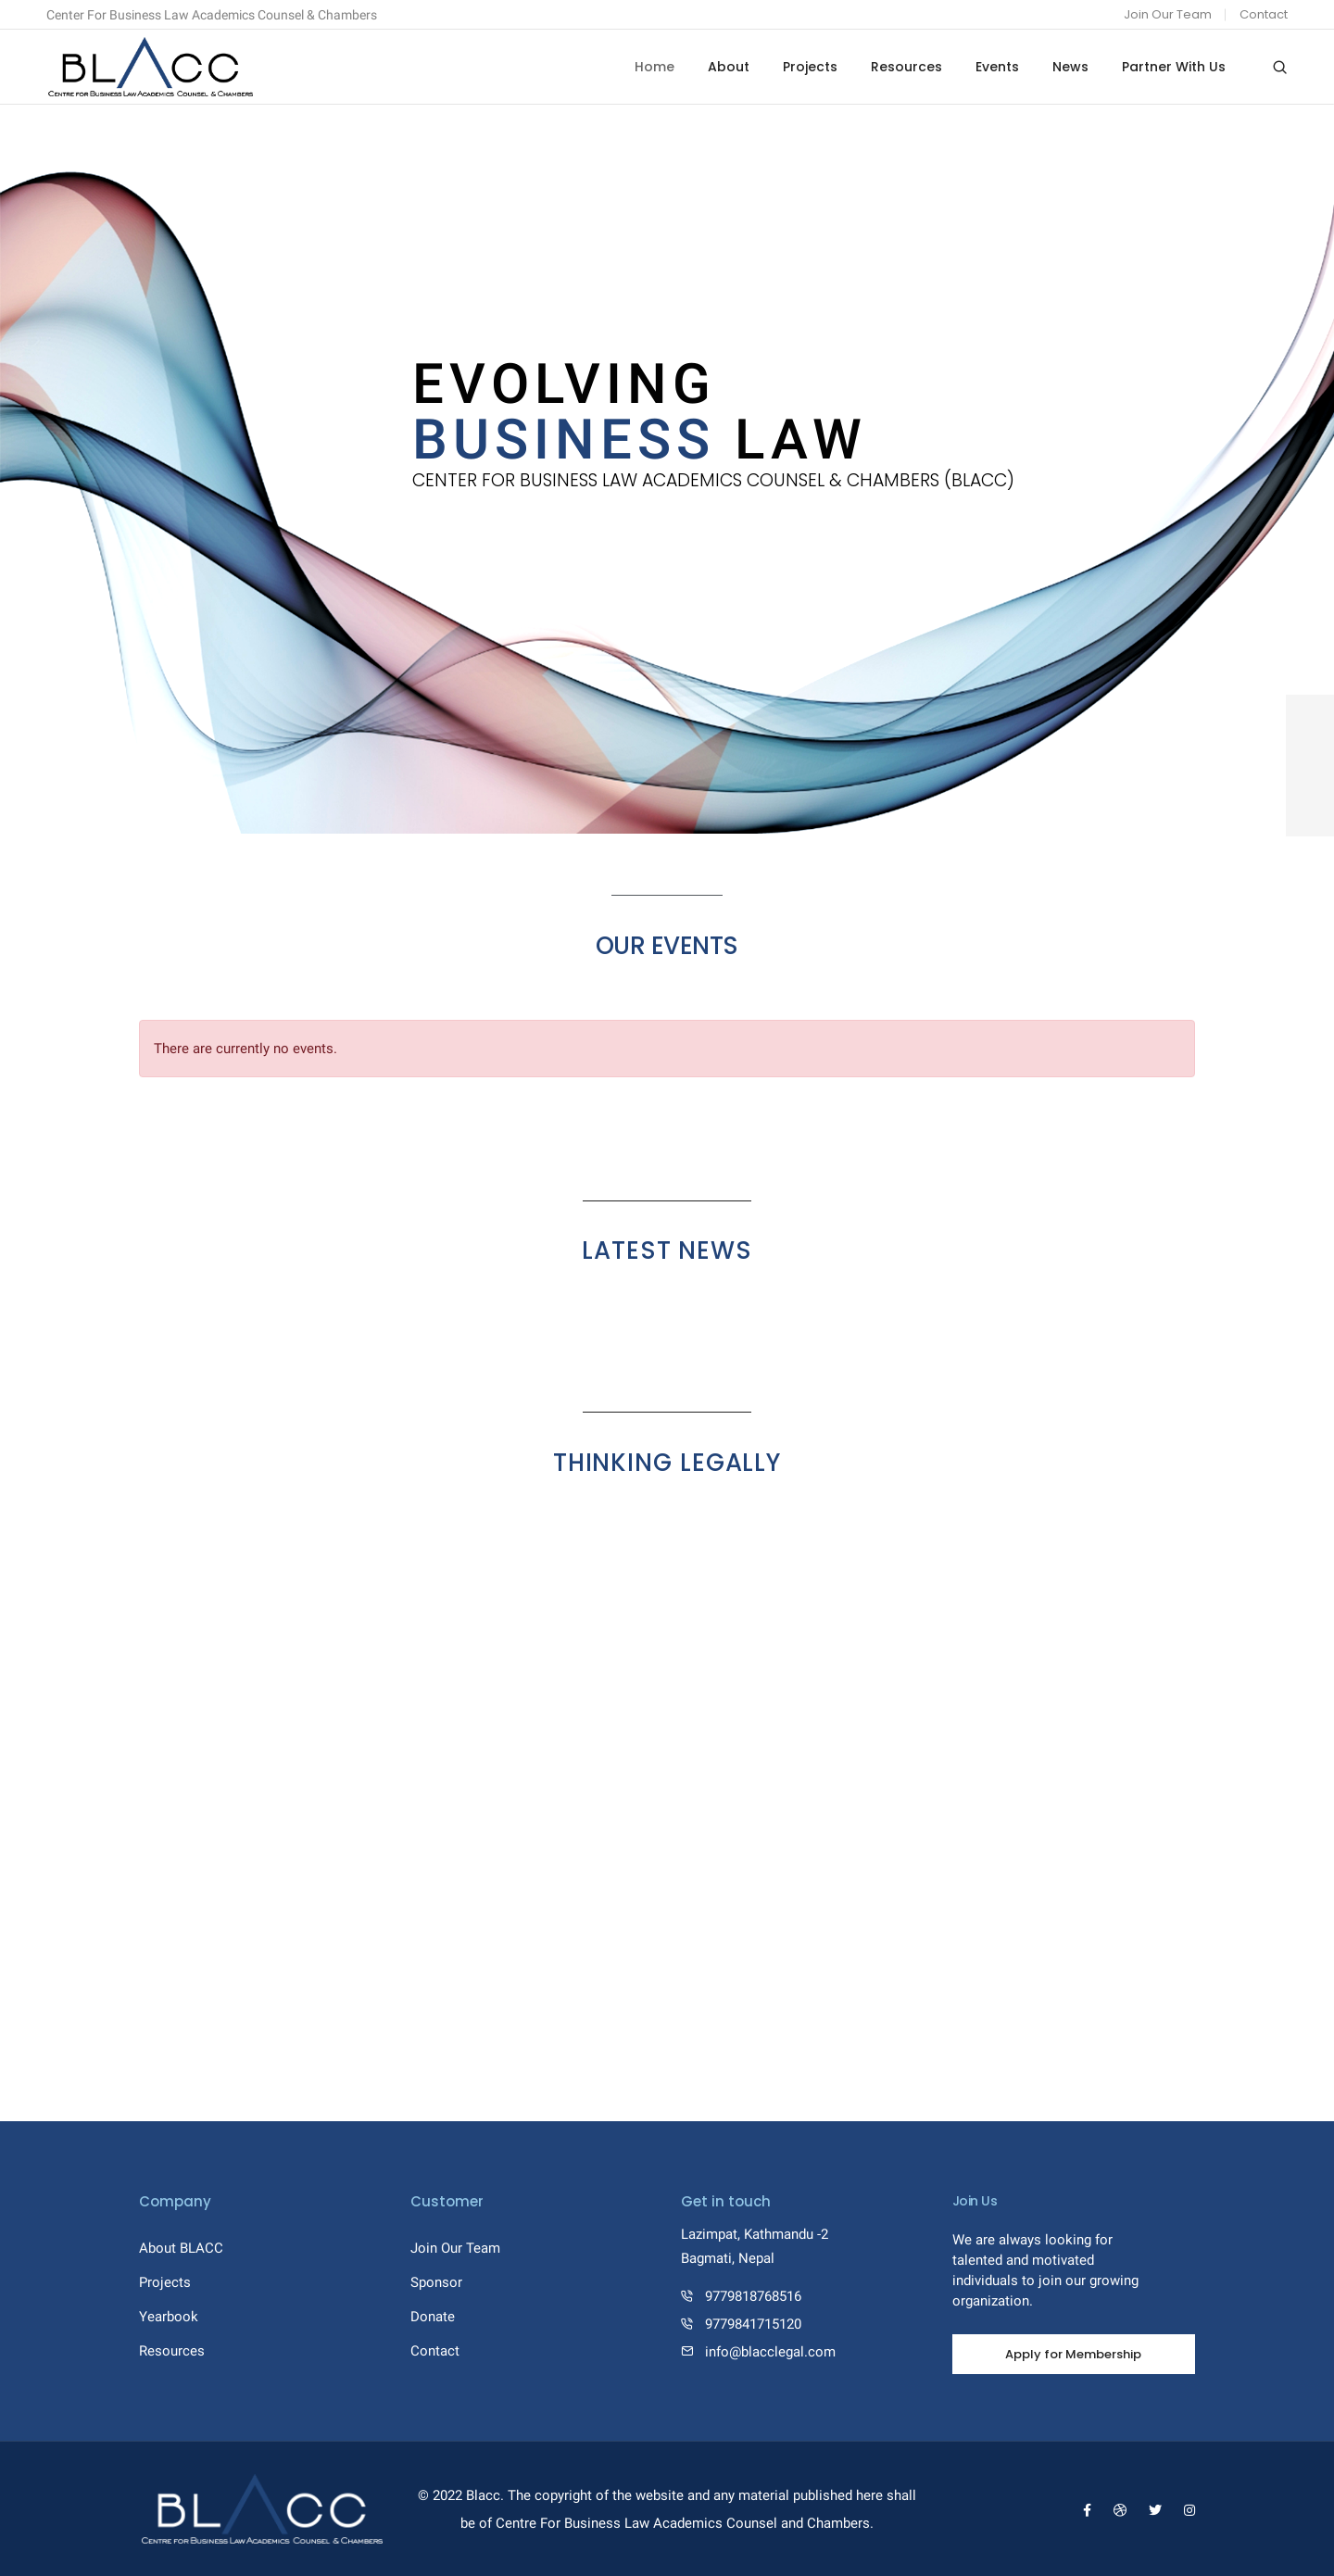 Center For Business Law Academics Counsel & Chambers
Join Our Team
Contact
BLACC
Centre for Business Law Academics Counsel & Chambers
Home
About
Projects
Resources
Events
News
Partner With Us
EVOLVING
BUSINESS LAW
CENTER FOR BUSINESS LAW ACADEMICS COUNSEL & CHAMBERS (BLACC)
OUR EVENTS
There are currently no events.
LATEST NEWS
THINKING LEGALLY
Company
About BLACC
Projects
Yearbook
Resources
Customer
Join Our Team
Sponsor
Donate
Contact
Get in touch
Lazimpat, Kathmandu -2
Bagmati, Nepal
9779818768516
9779841715120
info@blacclegal.com
Join Us
We are always looking for
talented and motivated
individuals to join our growing
organization.
Apply for Membership
BLACC
Centre for Business Law Academics Counsel & Chambers
© 2022 Blacc. The copyright of the website and any material published here shall
be of Centre For Business Law Academics Counsel and Chambers.